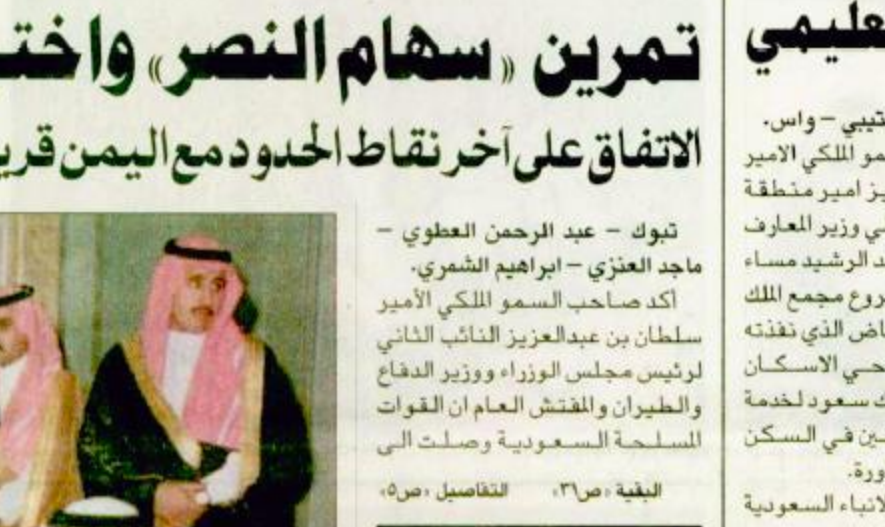 تمرين «سهام النصر» واخت
الاتفاق على آخر نقاط الحدود مع اليمن قري
تبوك – عبد الرحمن العطوي –
ماجد العنزي – ابراهيم الشمري.
أكد صاحب السمو الملكي الأمير
سلطان بن عبدالعزيز النائب الثاني
لرئيس مجلس الوزراء ووزير الدفاع
والطيران والمفتش العام ان القوات
المسلحة السعودية وصلت الى
البقية «ص٣٦» التفاصيل «ص٥»
عليمي
تيبي – واس.
مو الملكي الامير
يز امير منطقة
ي وزير المعارف
د الرشيد مساء
روع مجمع الملك
اض الذي نفذته
حي الاسكان
ك سعود لخدمة
ين في السكن
ورة.
لانباء السعودية